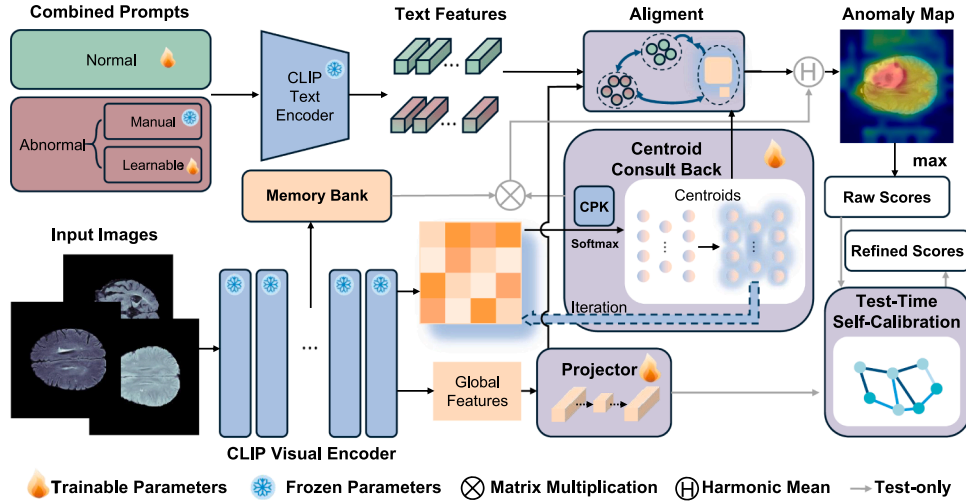 Combined Prompts
Text Features
Aligment
Anomaly Map
Normal
CLIP
Text
Encoder
H
Manual
Abnormal
Learnable
max
Centroid
Consult Back
Memory Bank
CPK
Centroids
Raw Scores
Softmax
Input Images
Refined Scores
Iteration
Test-Time
Self-Calibration
Projector
Global
Features
CLIP Visual Encoder
Trainable Parameters
Frozen Parameters
Matrix Multiplication
H Harmonic Mean
Test-only